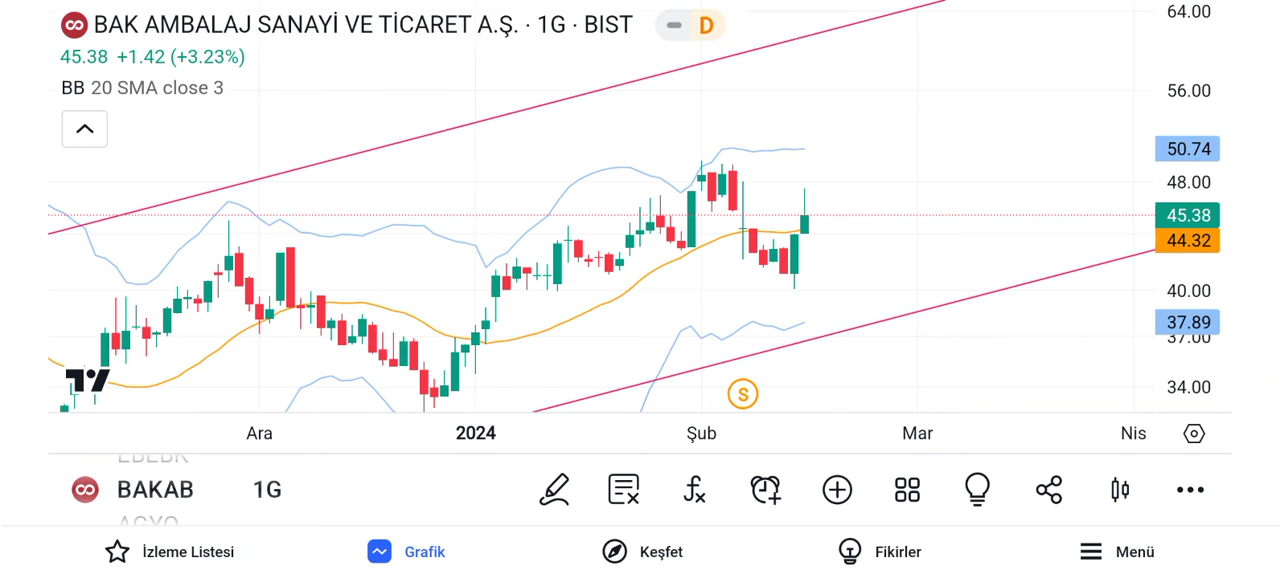 BAK AMBALAJ SANAYİ VE TİCARET A.Ş. · 1G · BIST D
45.38 +1.42 (+3.23%)
BB 20 SMA close 3
64.00
56.00
50.74
48.00
45.38
44.32
40.00
37.89
37.00
34.00
S
Ara 2024 Şub Mar Nis
EBEBK
BAKAB 1G
AGYO
İzleme Listesi Grafik Keşfet Fikirler Menü